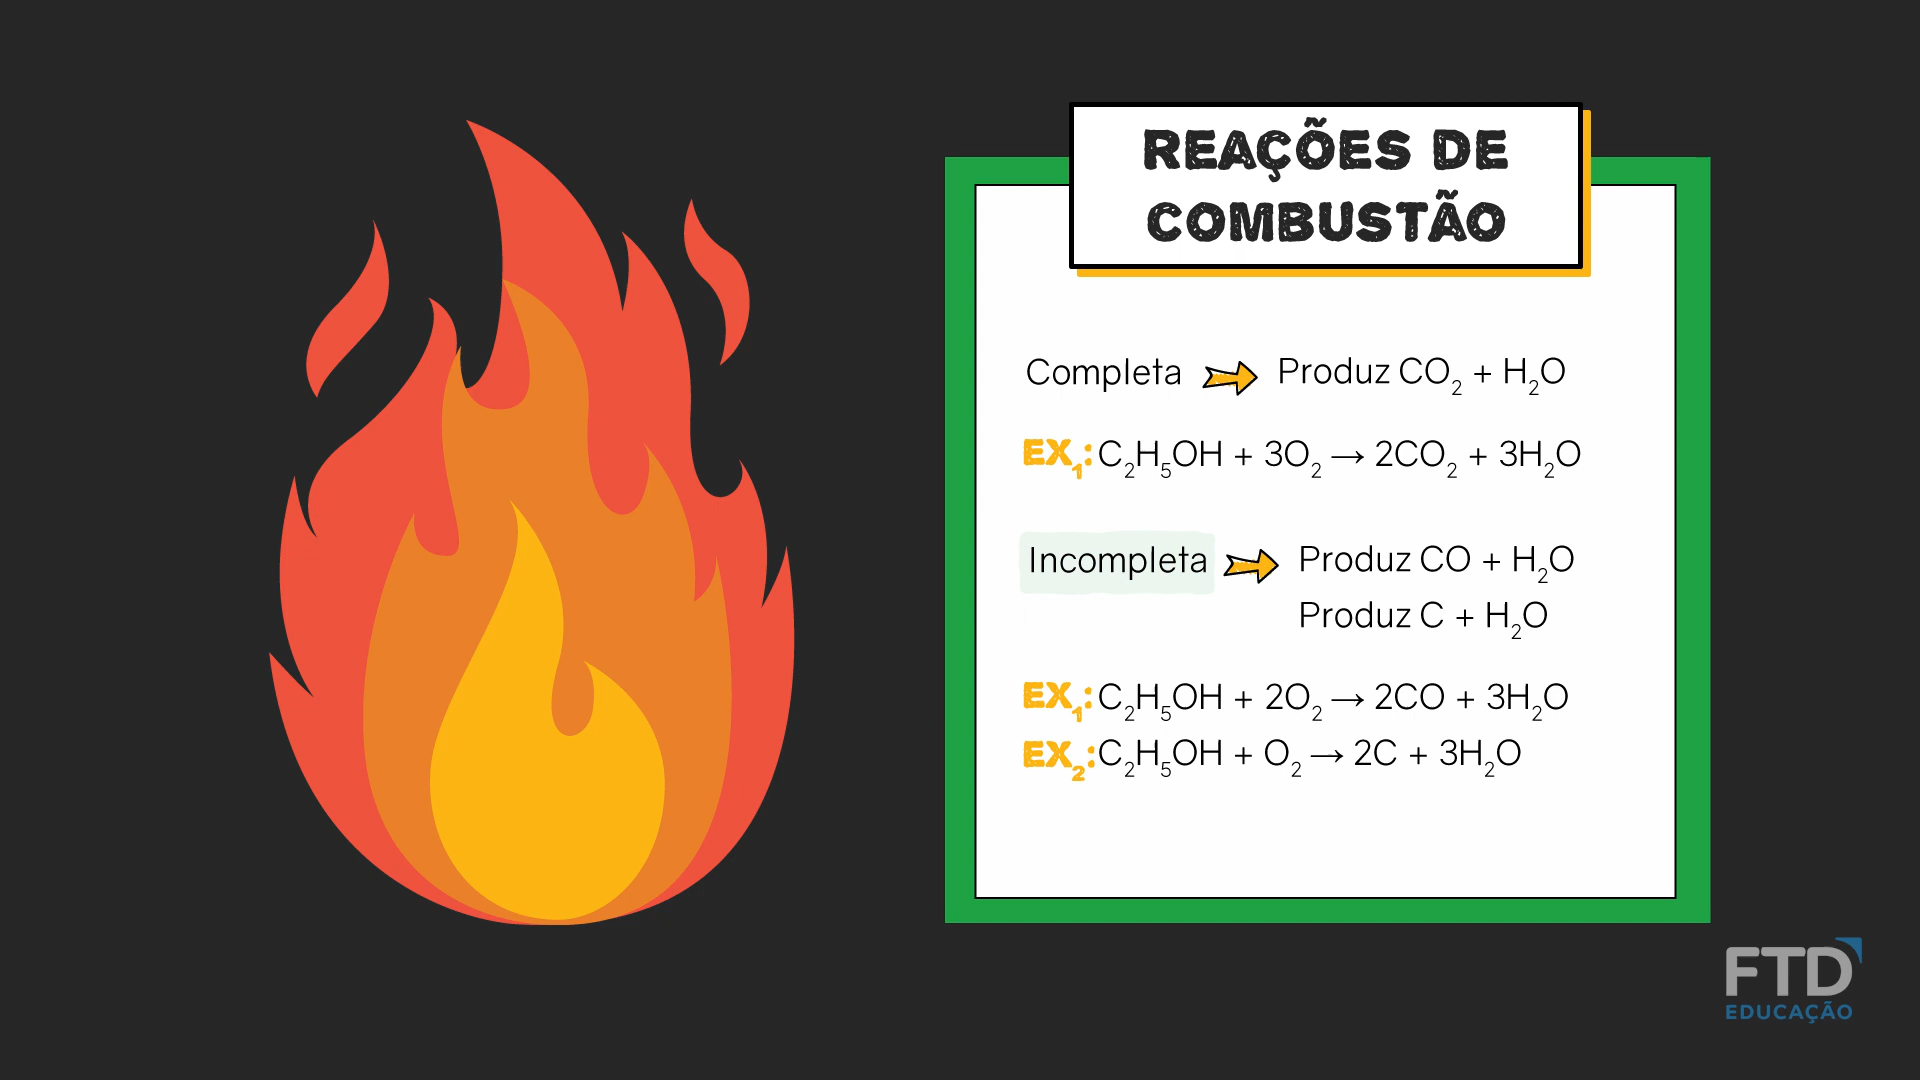 REAÇÕES DE
COMBUSTÃO
Completa Produz CO₂ + H₂O
EX₁: C₂H₅OH + 3O₂ → 2CO₂ + 3H₂O
Incompleta Produz CO + H₂O
Produz C + H₂O
EX₁: C₂H₅OH + 2O₂ → 2CO + 3H₂O
EX₂: C₂H₅OH + O₂ → 2C + 3H₂O
FTD
EDUCAÇÃO